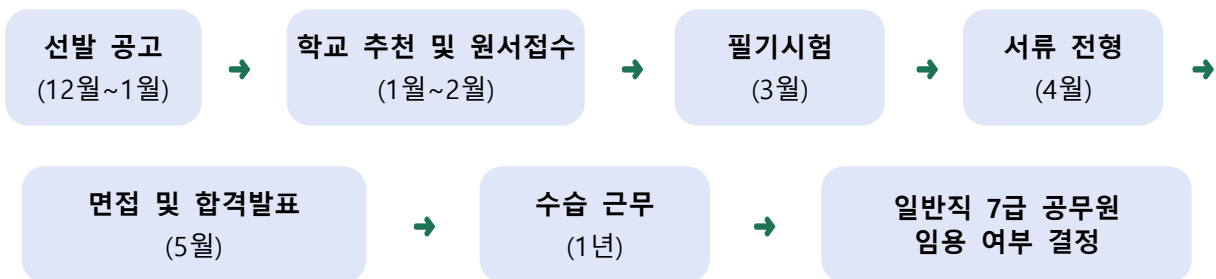 선발 공고
(12월~1월)
학교 추천 및 원서접수
(1월~2월)
필기시험
(3월)
서류 전형
(4월)
면접 및 합격발표
(5월)
수습 근무
(1년)
일반직 7급 공무원
임용 여부 결정